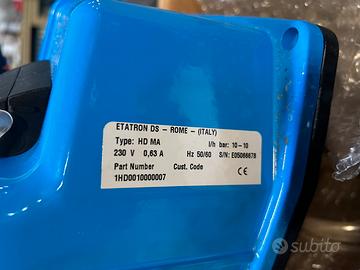 ETATRON DS - ROME - (ITALY)
Type: HD MA l/h bar: 10-10
230 V 0,63 A Hz 50/60 S/N: E05066678
Part Number Cust. Code
1HD0010000007 CE
subito